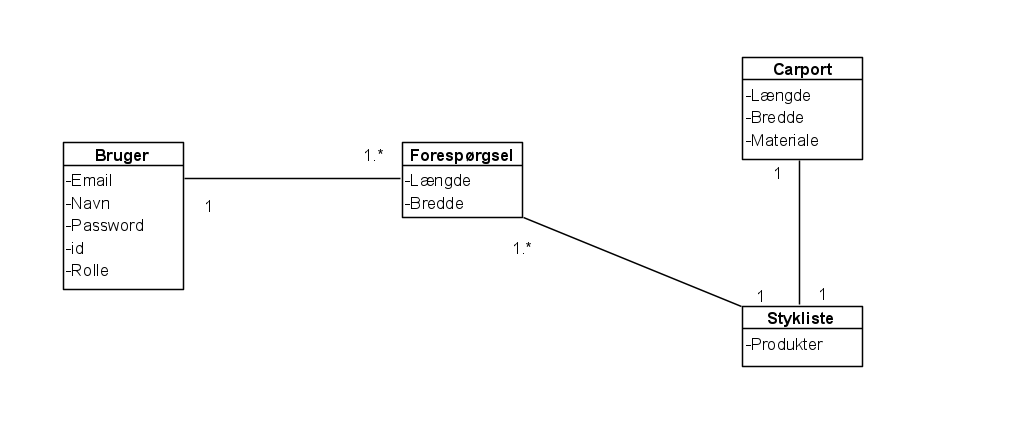 Bruger
-Email
-Navn
-Password
-id
-Rolle
1
1.*
Forespørgsel
-Længde
-Bredde
1.*
Carport
-Længde
-Bredde
-Materiale
1
1
1
Stykliste
-Produkter